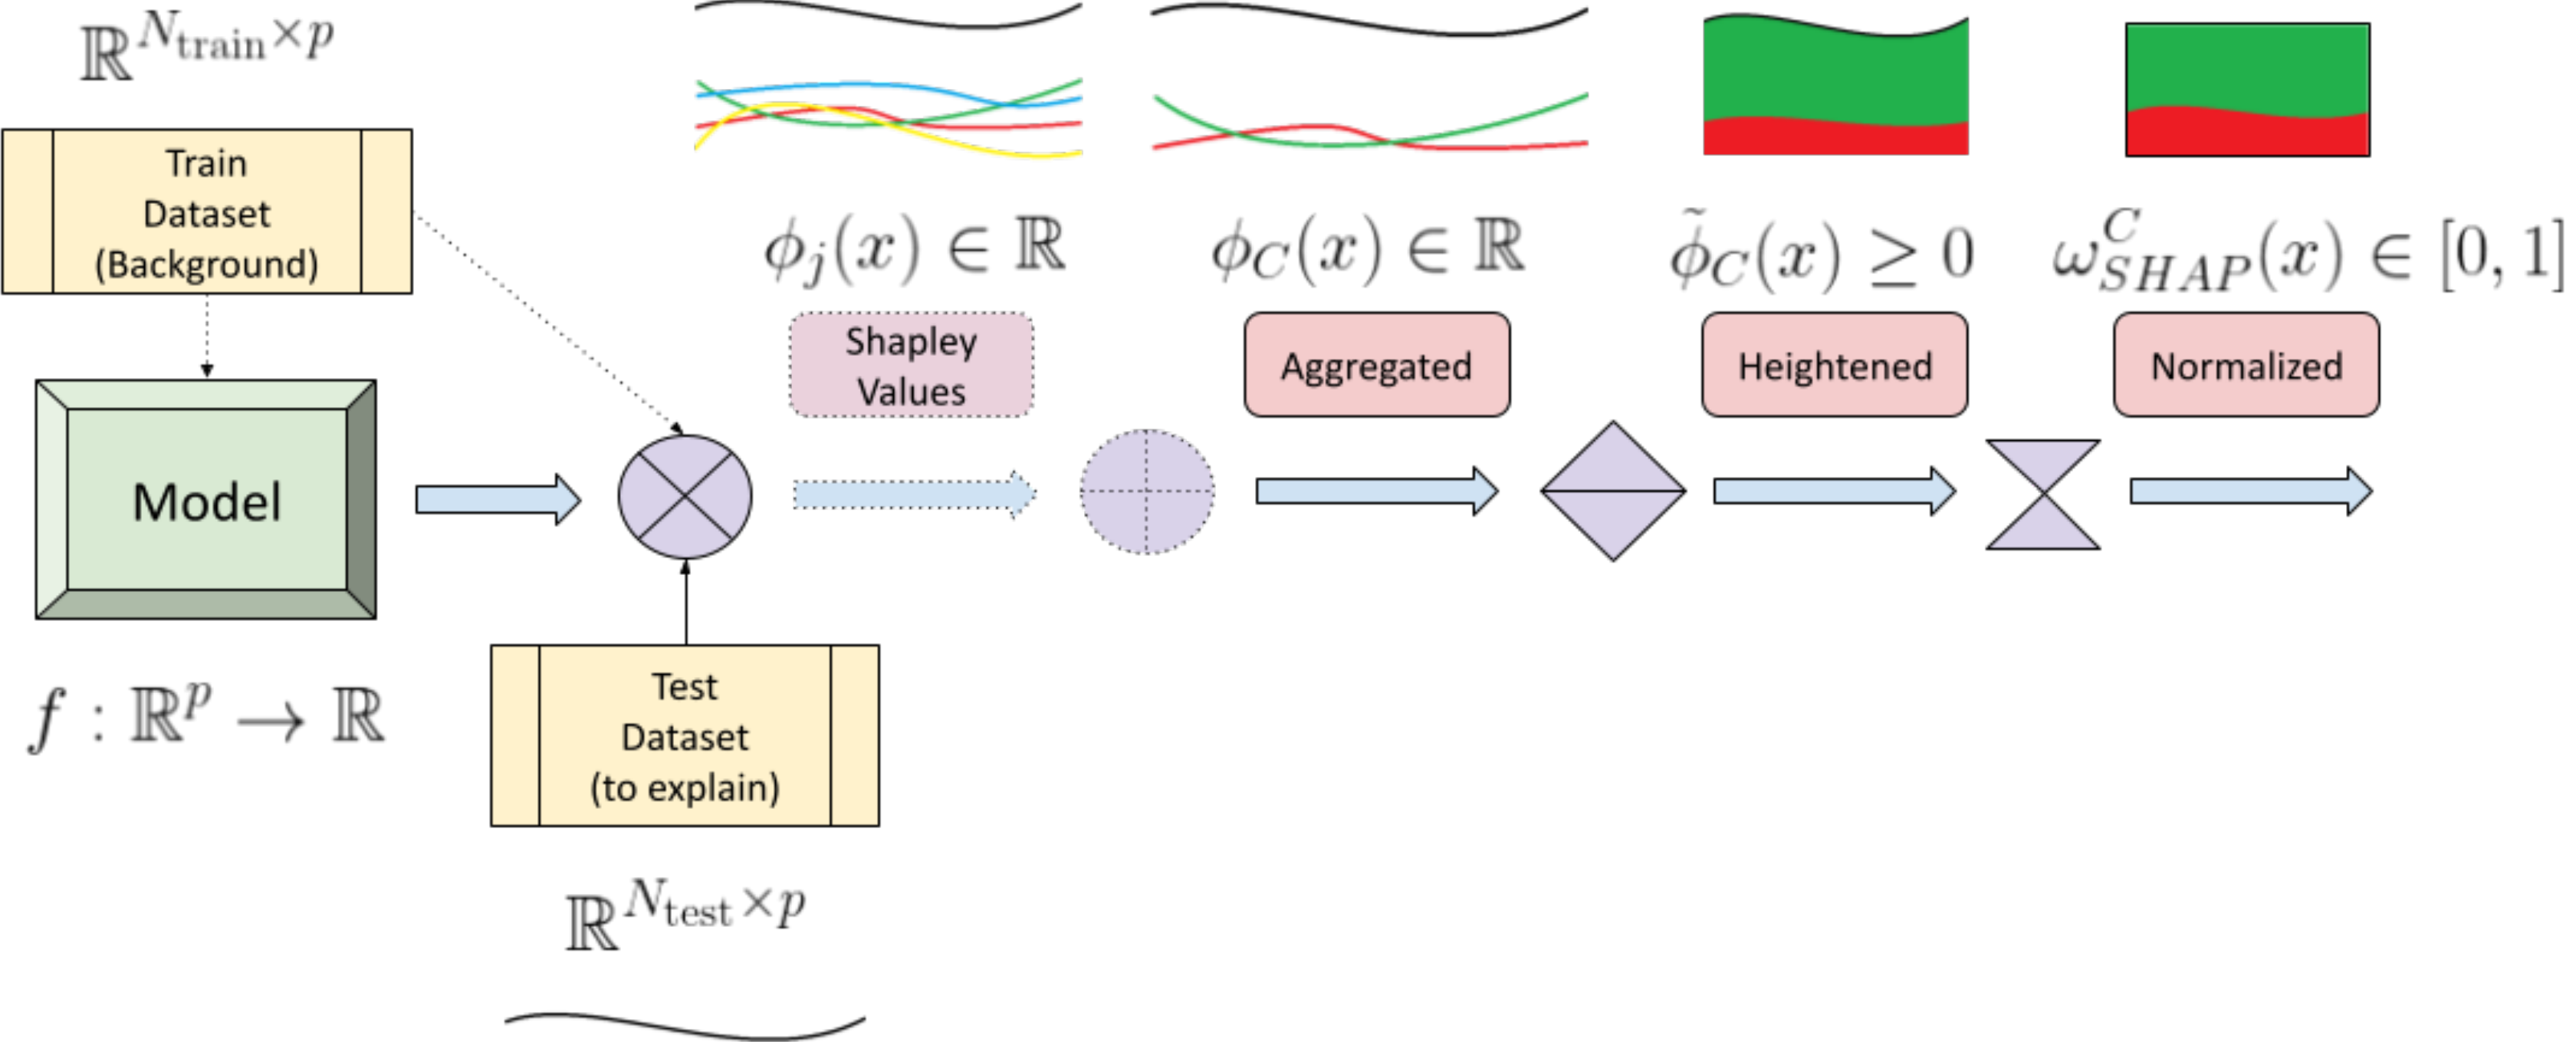 ℝ^{N_train × p}
Train
Dataset
(Background)
Model
f : ℝ^p → ℝ
Test
Dataset
(to explain)
ℝ^{N_test × p}
ϕ_j(x) ∈ ℝ
Shapley
Values
ϕ_C(x) ∈ ℝ
Aggregated
ϕ̃_C(x) ≥ 0
Heightened
ω^C_{SHAP}(x) ∈ [0, 1]
Normalized